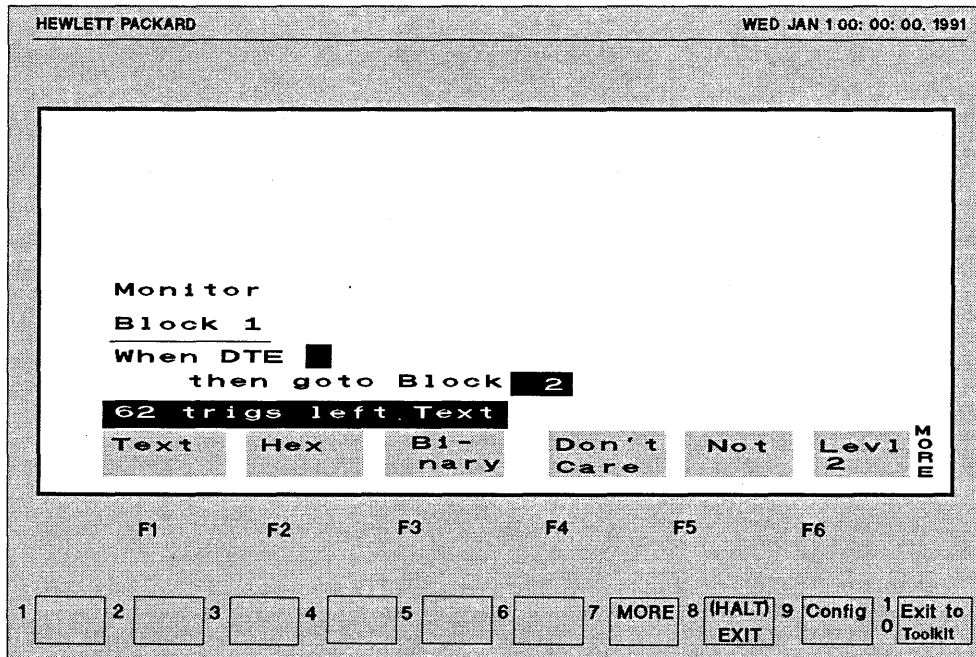 HEWLETT PACKARD WED JAN 1 00: 00: 00. 1991
Monitor
Block 1
When DTE
then goto Block 2
62 trigs left.Text
Text Hex Bi-nary Don't Care Not Levl 2 MORE
F1 F2 F3 F4 F5 F6
1 2 3 4 5 6 7 MORE 8 (HALT) EXIT 9 Config 10 Exit to Toolkit